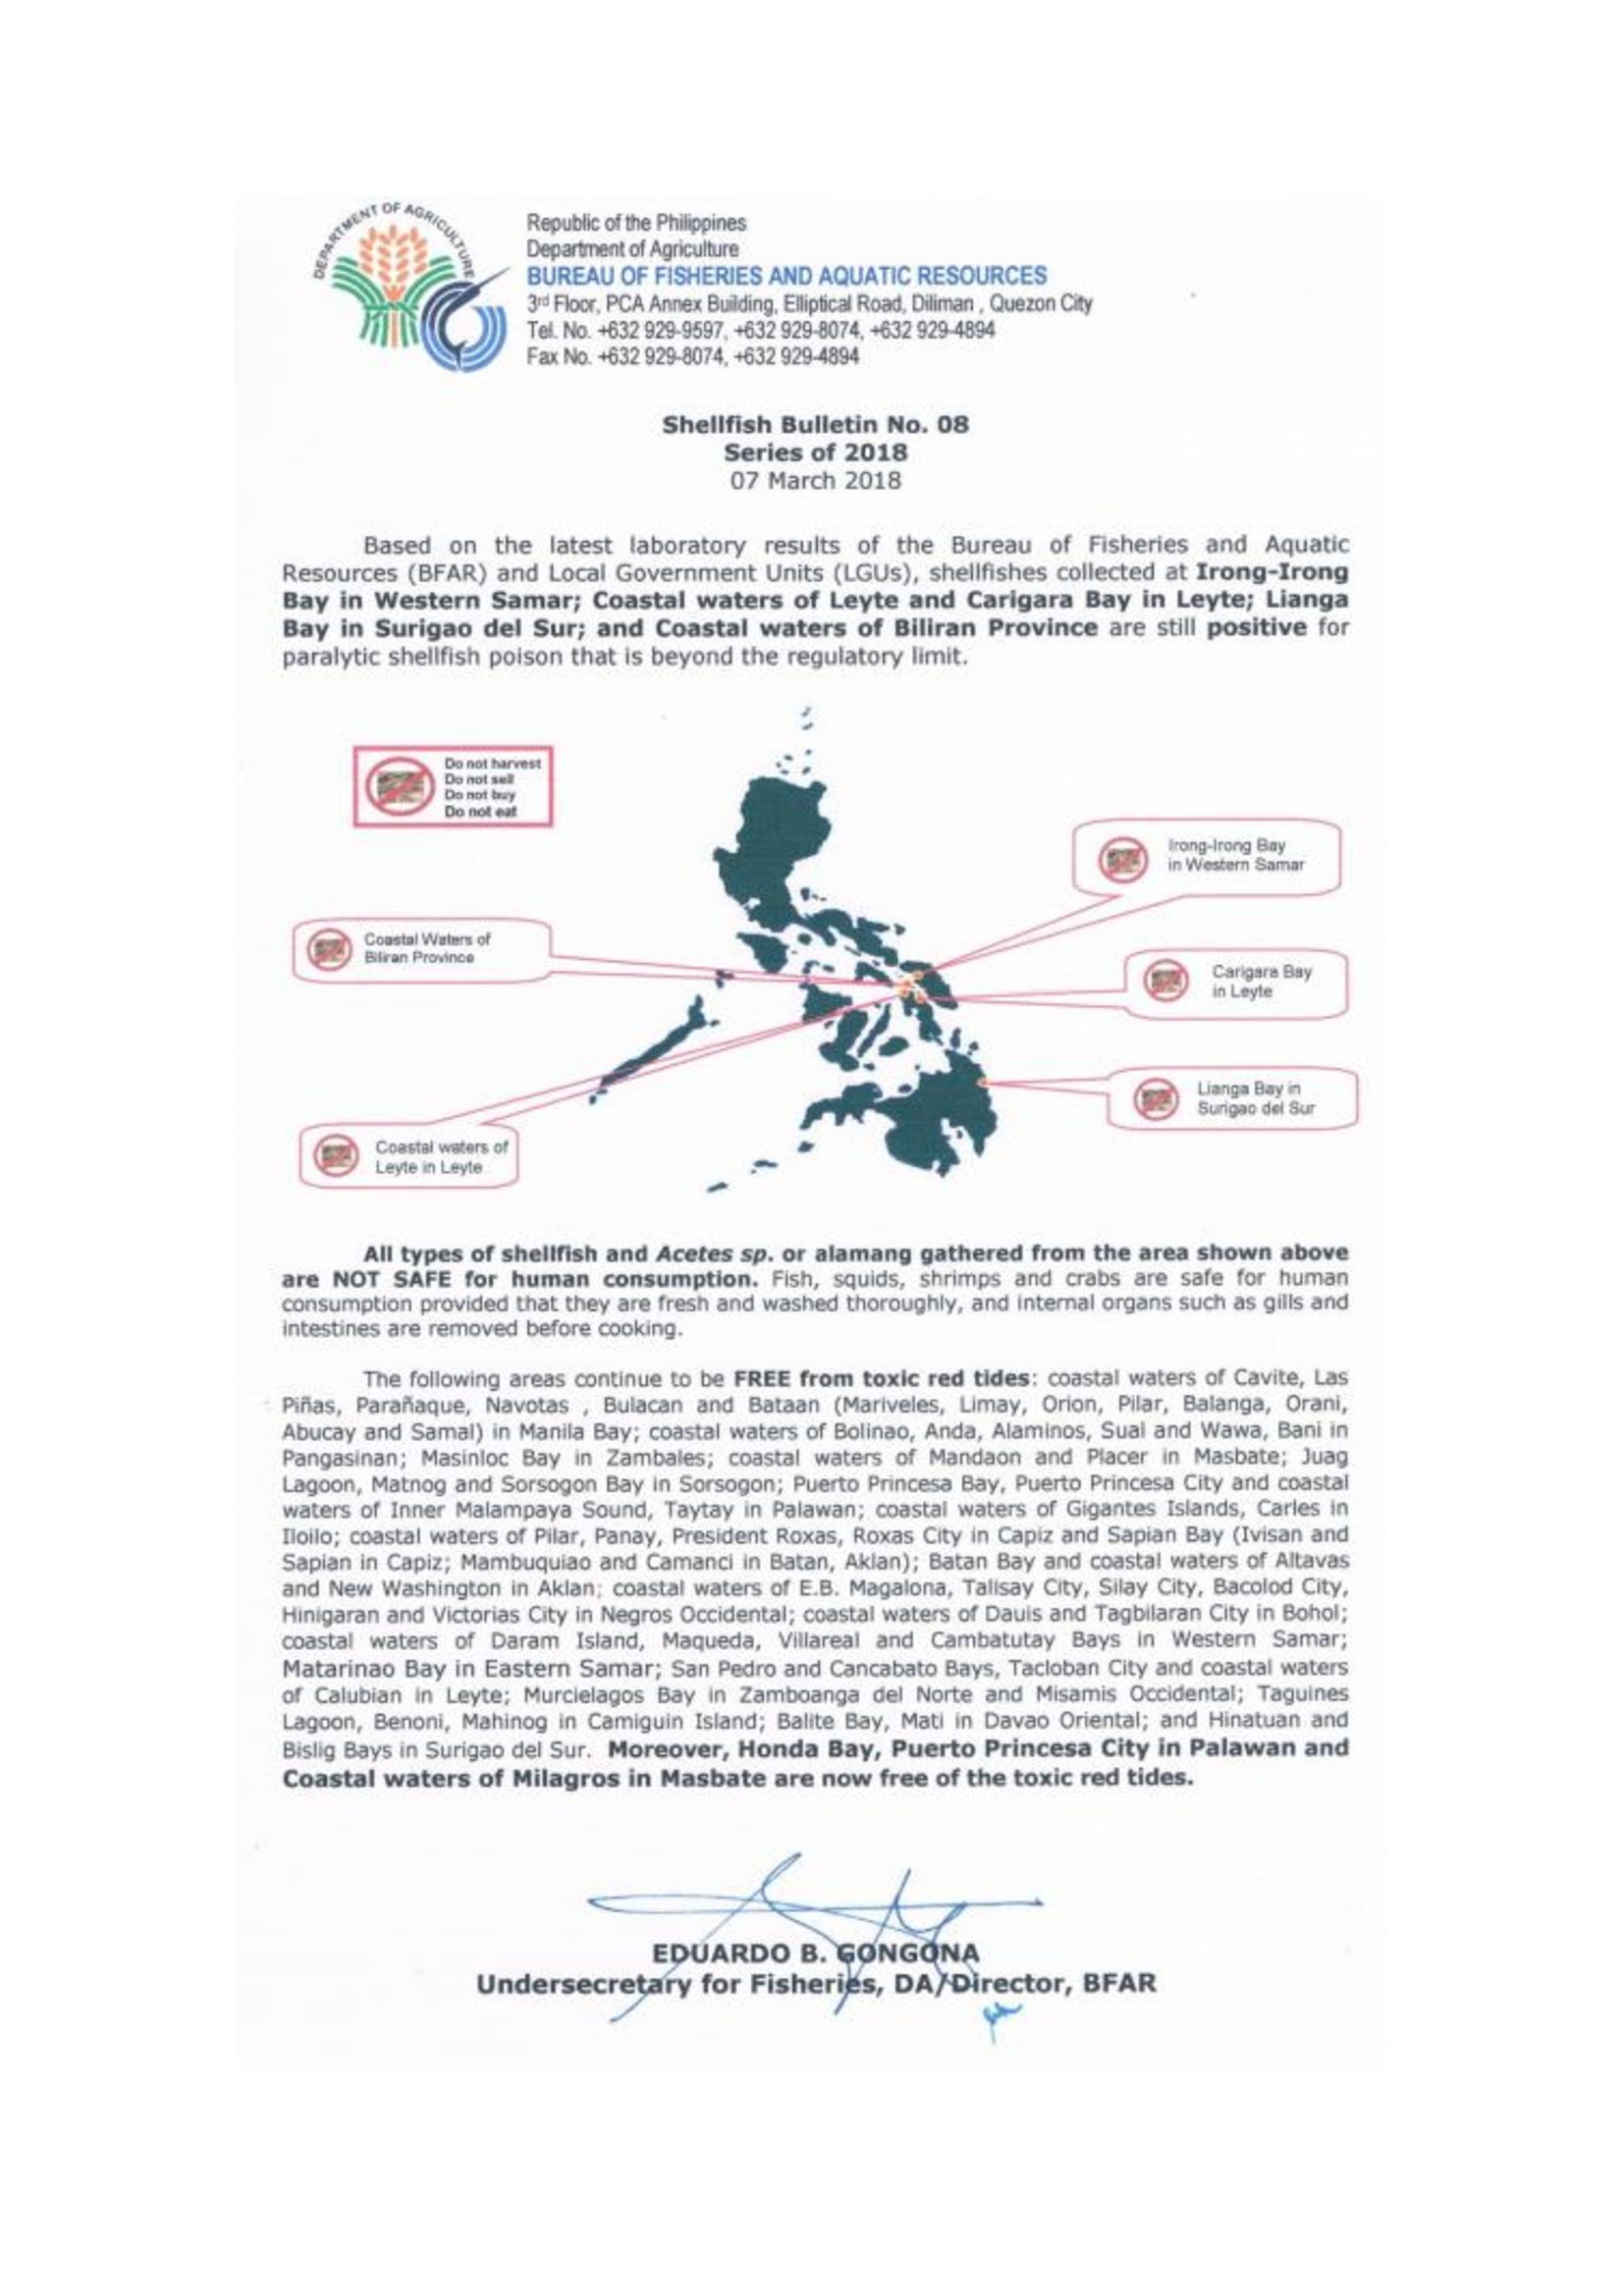 DEPARTMENT OF AGRICULTURE
Republic of the Philippines
Department of Agriculture
BUREAU OF FISHERIES AND AQUATIC RESOURCES
3rd Floor, PCA Annex Building, Elliptical Road, Diliman , Quezon City
Tel. No. +632 929-9597, +632 929-8074, +632 929-4894
Fax No. +632 929-8074, +632 929-4894
Shellfish Bulletin No. 08
Series of 2018
07 March 2018
Based on the latest laboratory results of the Bureau of Fisheries and Aquatic
Resources (BFAR) and Local Government Units (LGUs), shellfishes collected at Irong-Irong
Bay in Western Samar; Coastal waters of Leyte and Carigara Bay in Leyte; Lianga
Bay in Surigao del Sur; and Coastal waters of Biliran Province are still positive for
paralytic shellfish poison that is beyond the regulatory limit.
Do not harvest
Do not sell
Do not buy
Do not eat
Irong-Irong Bay
in Western Samar
Coastal Waters of
Biliran Province
Carigara Bay
in Leyte
Lianga Bay in
Surigao del Sur
Coastal waters of
Leyte in Leyte
All types of shellfish and Acetes sp. or alamang gathered from the area shown above
are NOT SAFE for human consumption. Fish, squids, shrimps and crabs are safe for human
consumption provided that they are fresh and washed thoroughly, and internal organs such as gills and
intestines are removed before cooking.
The following areas continue to be FREE from toxic red tides: coastal waters of Cavite, Las
Piñas, Parañaque, Navotas , Bulacan and Bataan (Mariveles, Limay, Orion, Pilar, Balanga, Orani,
Abucay and Samal) in Manila Bay; coastal waters of Bolinao, Anda, Alaminos, Sual and Wawa, Bani in
Pangasinan; Masinloc Bay in Zambales; coastal waters of Mandaon and Placer in Masbate; Juag
Lagoon, Matnog and Sorsogon Bay in Sorsogon; Puerto Princesa Bay, Puerto Princesa City and coastal
waters of Inner Malampaya Sound, Taytay in Palawan; coastal waters of Gigantes Islands, Carles in
Iloilo; coastal waters of Pilar, Panay, President Roxas, Roxas City in Capiz and Sapian Bay (Ivisan and
Sapian in Capiz; Mambuquiao and Camanci in Batan, Aklan); Batan Bay and coastal waters of Altavas
and New Washington in Aklan; coastal waters of E.B. Magalona, Talisay City, Silay City, Bacolod City,
Hinigaran and Victorias City in Negros Occidental; coastal waters of Dauis and Tagbilaran City in Bohol;
coastal waters of Daram Island, Maqueda, Villareal and Cambatutay Bays in Western Samar;
Matarinao Bay in Eastern Samar; San Pedro and Cancabato Bays, Tacloban City and coastal waters
of Calubian in Leyte; Murcielagos Bay in Zamboanga del Norte and Misamis Occidental; Taguines
Lagoon, Benoni, Mahinog in Camiguin Island; Balite Bay, Mati in Davao Oriental; and Hinatuan and
Bislig Bays in Surigao del Sur. Moreover, Honda Bay, Puerto Princesa City in Palawan and
Coastal waters of Milagros in Masbate are now free of the toxic red tides.
EDUARDO B. GONGONA
Undersecretary for Fisheries, DA/Director, BFAR